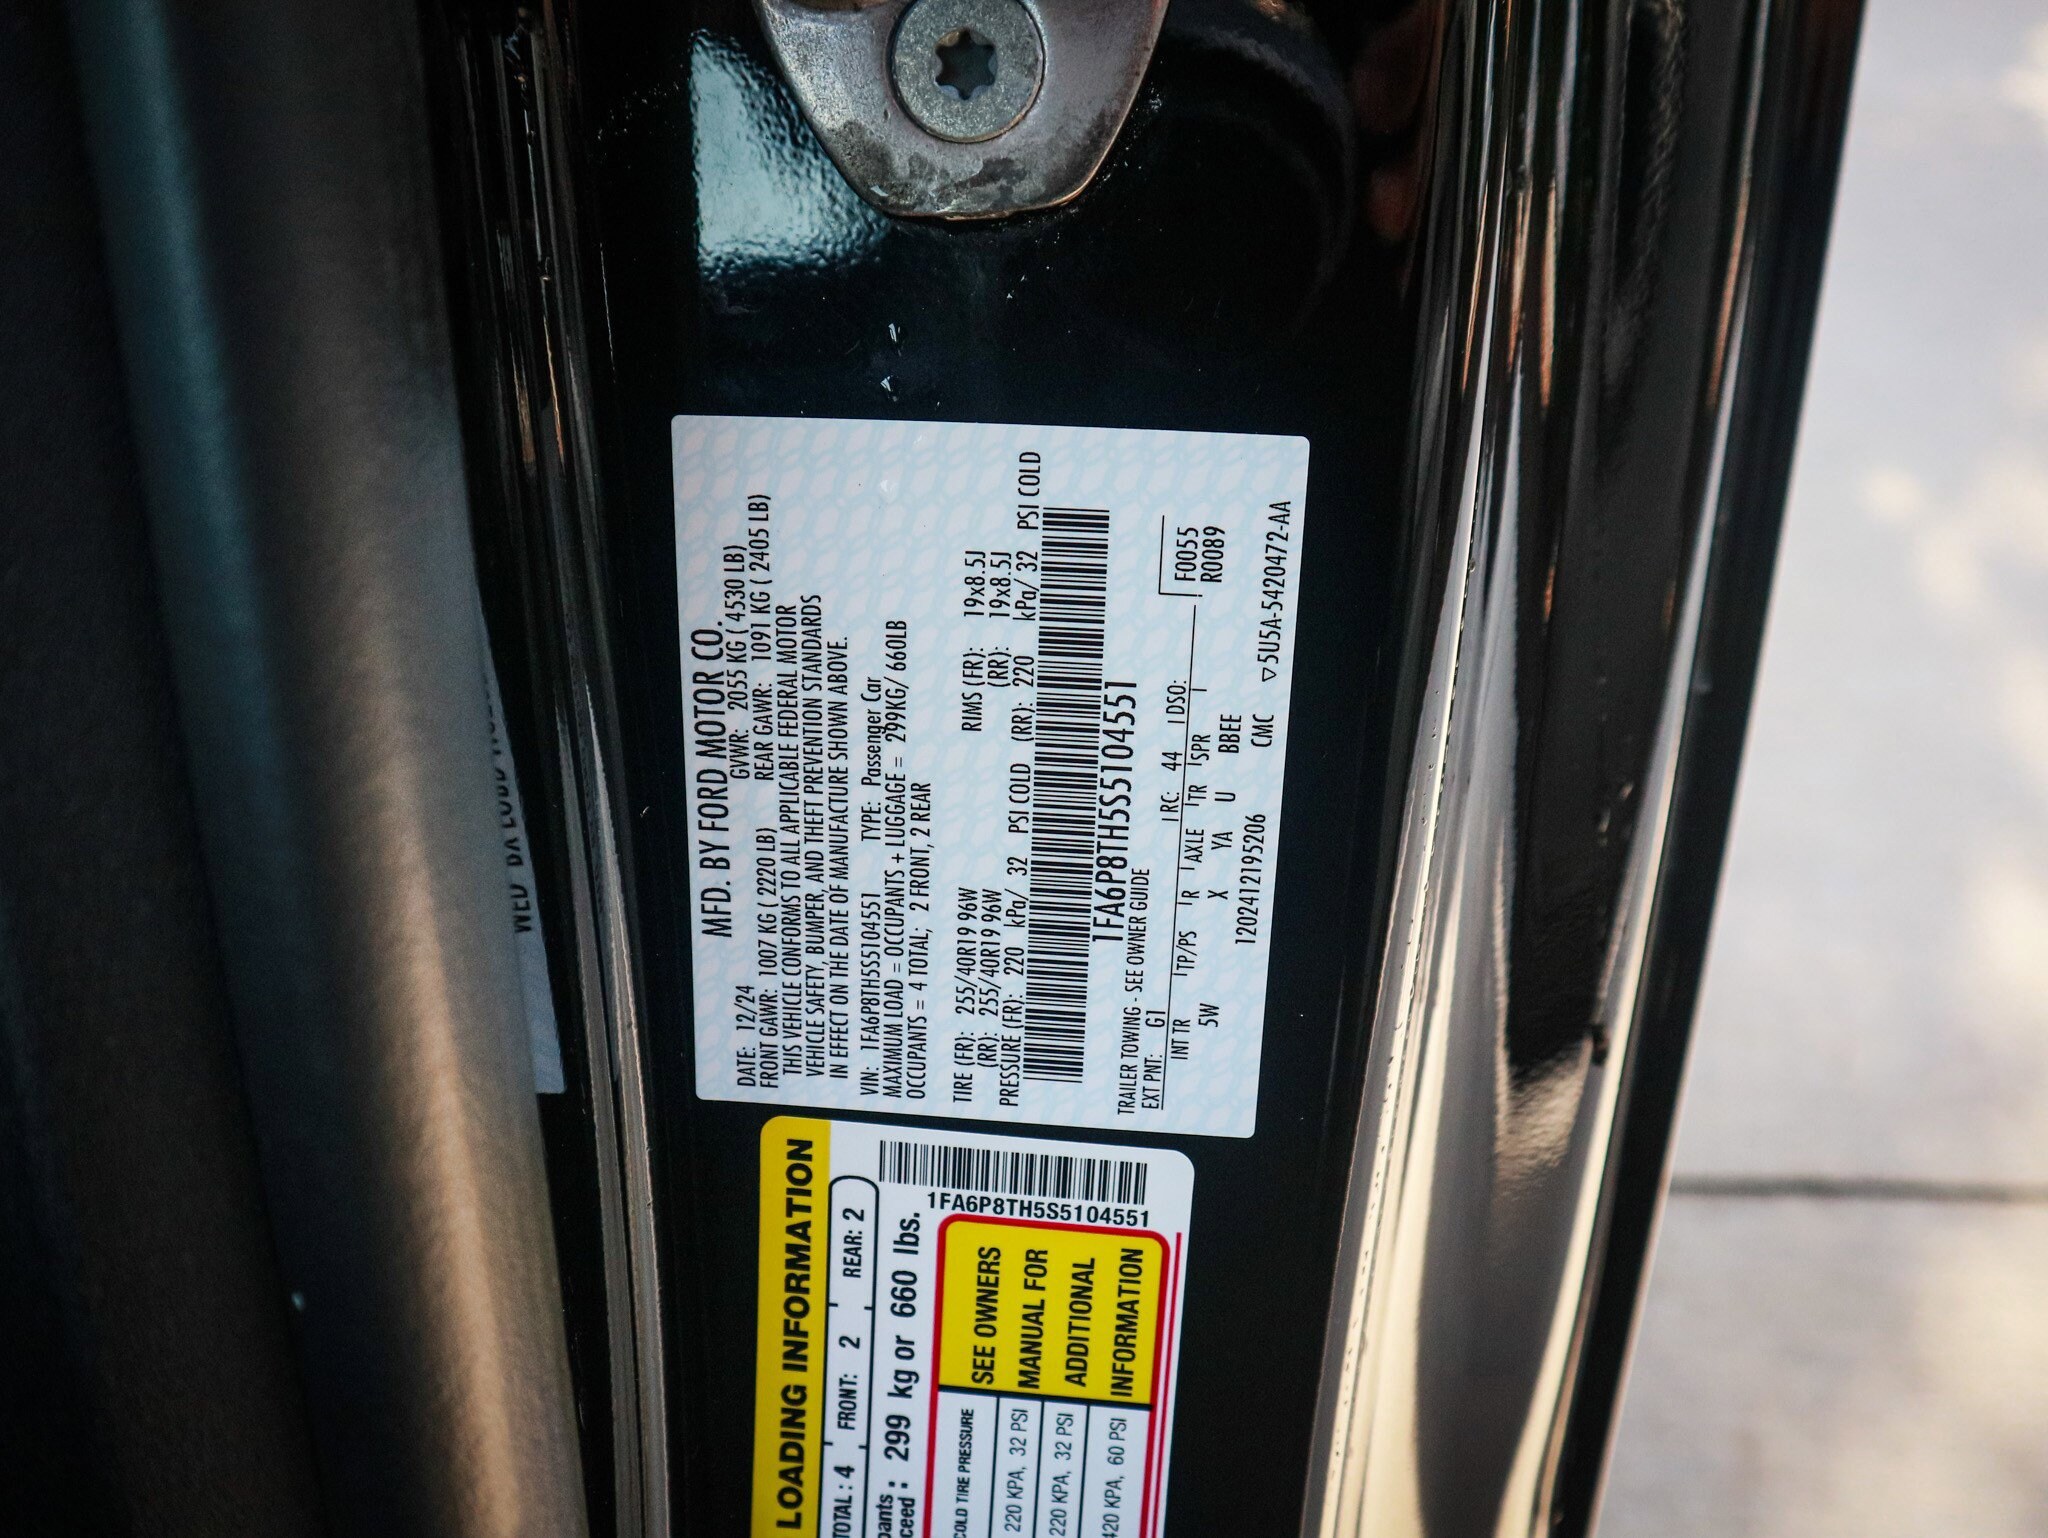 MFD. BY FORD MOTOR CO.
DATE: 12/24 GVWR: 2055 KG ( 4530 LB)
FRONT GAWR: 1007 KG ( 2220 LB) REAR GAWR: 1091 KG ( 2405 LB)
THIS VEHICLE CONFORMS TO ALL APPLICABLE FEDERAL MOTOR
VEHICLE SAFETY, BUMPER, AND THEFT PREVENTION STANDARDS
IN EFFECT ON THE DATE OF MANUFACTURE SHOWN ABOVE.
VIN: 1FA6P8TH5S5104551 TYPE: Passenger Car
MAXIMUM LOAD = OCCUPANTS + LUGGAGE = 299KG/ 660LB
OCCUPANTS = 4 TOTAL; 2 FRONT, 2 REAR
TIRE (FR): 255/40R19 96W RIMS (FR): 19x8.5J
(RR): 255/40R19 96W (RR): 19x8.5J
PRESSURE (FR): 220 kPa/ 32 PSI COLD (RR): 220 kPa/ 32 PSI COLD
1FA6P8TH5S5104551
TRAILER TOWING - SEE OWNER GUIDE
EXT PNT: G1 RC: 44 DSO: F0055
INT TR TP/PS R AXLE TR SPR R0089
5W X YA U BBEE
12024121195206 CMC ▽5U5A-5420472-AA
LOADING INFORMATION
TOTAL : 4 FRONT: 2 REAR: 2
299 kg or 660 lbs.
1FA6P8TH5S5104551
COLD TIRE PRESSURE
220 KPA, 32 PSI
220 KPA, 32 PSI
420 KPA, 60 PSI
SEE OWNERS
MANUAL FOR
ADDITIONAL
INFORMATION